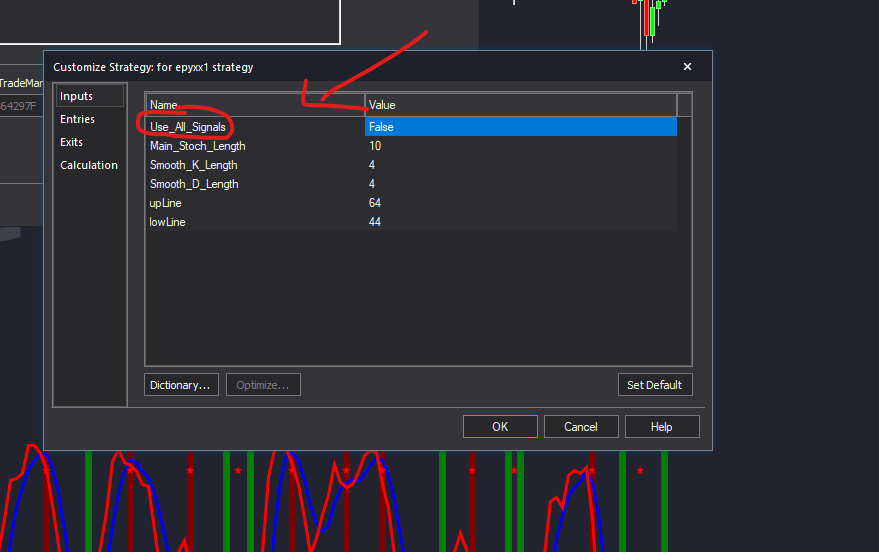 Customize Strategy: for epyxx1 strategy
TradeMar
64297F
Inputs
Entries
Exits
Calculation
Name Value
Use_All_Signals False
Main_Stoch_Length 10
Smooth_K_Length 4
Smooth_D_Length 4
upLine 64
lowLine 44
Dictionary... Optimize... Set Default
OK Cancel Help